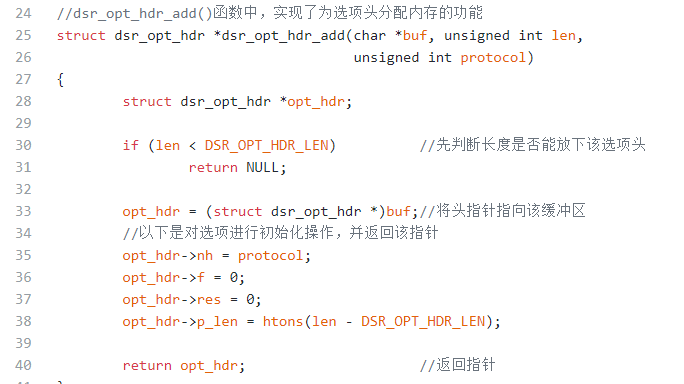 24 //dsr_opt_hdr_add()函数中，实现了为选项头分配内存的功能
25 struct dsr_opt_hdr *dsr_opt_hdr_add(char *buf, unsigned int len,
26 unsigned int protocol)
27 {
28 struct dsr_opt_hdr *opt_hdr;
29
30 if (len < DSR_OPT_HDR_LEN) //先判断长度是否能放下该选项头
31 return NULL;
32
33 opt_hdr = (struct dsr_opt_hdr *)buf;//将头指针指向该缓冲区
34 //以下是对选项进行初始化操作，并返回该指针
35 opt_hdr->nh = protocol;
36 opt_hdr->f = 0;
37 opt_hdr->res = 0;
38 opt_hdr->p_len = htons(len - DSR_OPT_HDR_LEN);
39
40 return opt_hdr; //返回指针